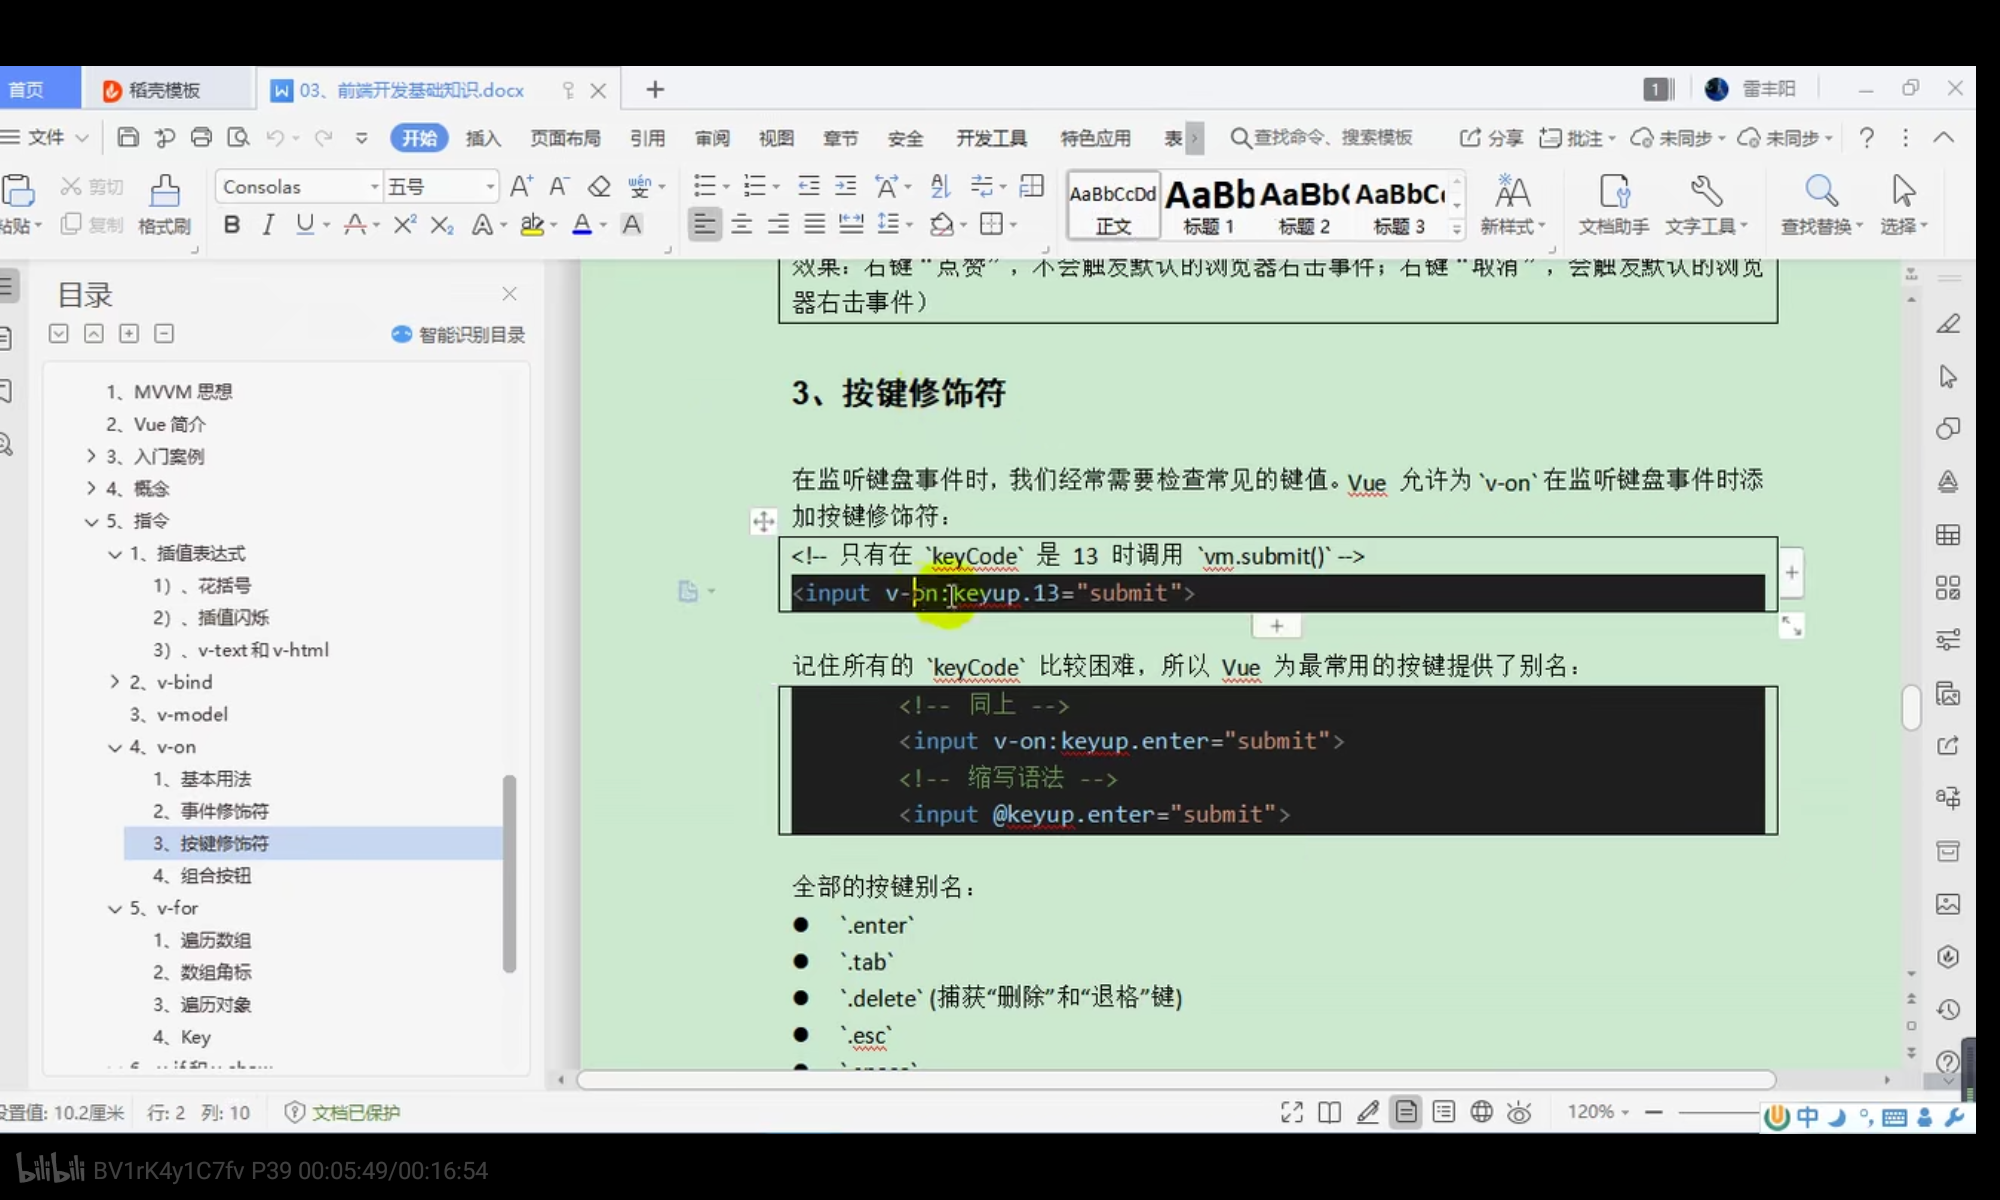 首页
稻壳模板
03、前端开发基础知识.docx
1
雷丰阳
文件
开始
插入
页面布局
引用
审阅
视图
章节
安全
开发工具
特色应用
表
查找命令、搜索模板
分享
批注
未同步
未同步
粘贴
剪切
复制
格式刷
Consolas
五号
AaBbCcDd
正文
AaBb
标题 1
AaBb(
标题 2
AaBbC
标题 3
新样式
文档助手
文字工具
查找替换
选择
目录
智能识别目录
1、MVVM 思想
2、Vue 简介
3、入门案例
4、概念
5、指令
1、插值表达式
1）、花括号
2）、插值闪烁
3）、v-text和 v-html
2、v-bind
3、v-model
4、v-on
1、基本用法
2、事件修饰符
3、按键修饰符
4、组合按钮
5、v-for
1、遍历数组
2、数组角标
3、遍历对象
4、Key
效果：右键“点赞”，不会触发默认的浏览器右击事件；右键“取消”，会触发默认的浏览
器右击事件）
3、按键修饰符
在监听键盘事件时，我们经常需要检查常见的键值。Vue 允许为 `v-on` 在监听键盘事件时添
加按键修饰符：
<!-- 只有在 `keyCode` 是 13 时调用 `vm.submit()` -->
<input v-on:keyup.13="submit">
记住所有的 `keyCode` 比较困难，所以 Vue 为最常用的按键提供了别名：
<!-- 同上 -->
<input v-on:keyup.enter="submit">
<!-- 缩写语法 -->
<input @keyup.enter="submit">
全部的按键别名：
● `.enter`
● `.tab`
● `.delete` (捕获“删除”和“退格”键)
● `.esc`
设置值: 10.2厘米
行: 2
列: 10
文档已保护
120%
中
bilibili BV1rK4y1C7fv P39 00:05:49/00:16:54